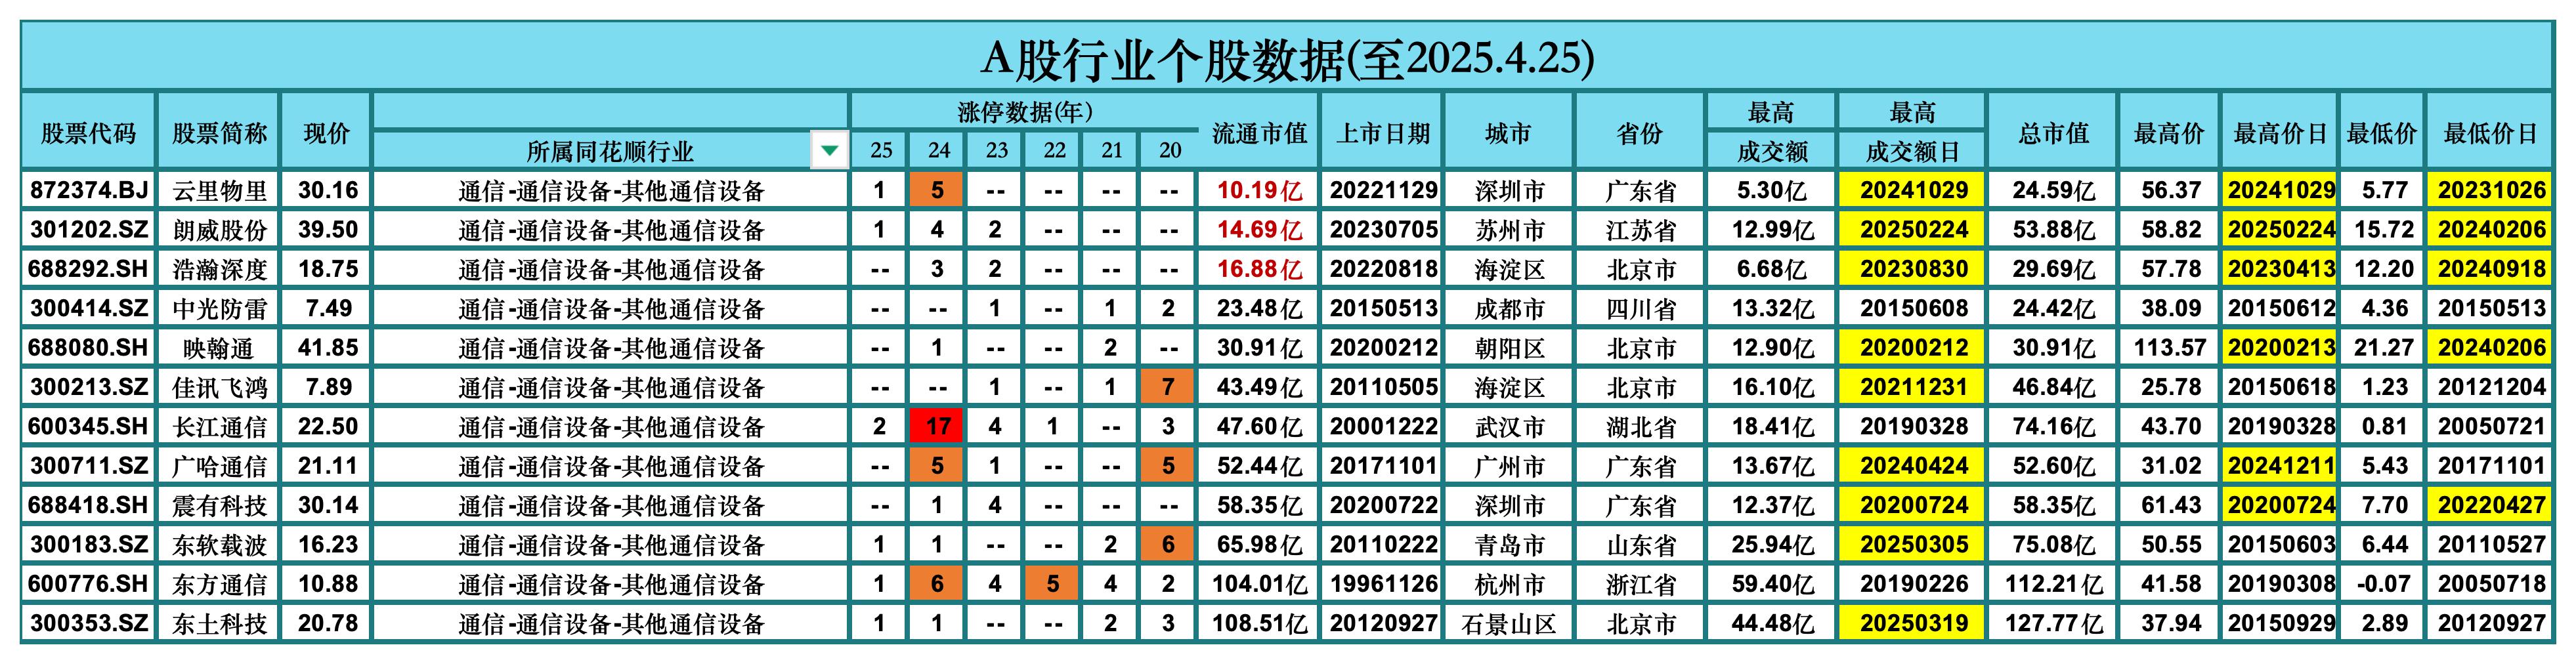 A股行业个股数据(至2025.4.25)
股票代码 股票简称 现价 所属同花顺行业 涨停数据(年) 25 24 23 22 21 20 流通市值 上市日期 城市 省份 最高成交额 最高成交额日 总市值 最高价 最高价日 最低价 最低价日
872374.BJ 云里物里 30.16 通信-通信设备-其他通信设备 1 5 -- -- -- -- 10.19亿 20221129 深圳市 广东省 5.30亿 20241029 24.59亿 56.37 20241029 5.77 20231026
301202.SZ 朗威股份 39.50 通信-通信设备-其他通信设备 1 4 2 -- -- -- 14.69亿 20230705 苏州市 江苏省 12.99亿 20250224 53.88亿 58.82 20250224 15.72 20240206
688292.SH 浩瀚深度 18.75 通信-通信设备-其他通信设备 -- 3 2 -- -- -- 16.88亿 20220818 海淀区 北京市 6.68亿 20230830 29.69亿 57.78 20230413 12.20 20240918
300414.SZ 中光防雷 7.49 通信-通信设备-其他通信设备 -- -- 1 -- 1 2 23.48亿 20150513 成都市 四川省 13.32亿 20150608 24.42亿 38.09 20150612 4.36 20150513
688080.SH 映翰通 41.85 通信-通信设备-其他通信设备 -- 1 -- -- 2 -- 30.91亿 20200212 朝阳区 北京市 12.90亿 20200212 30.91亿 113.57 20200213 21.27 20240206
300213.SZ 佳讯飞鸿 7.89 通信-通信设备-其他通信设备 -- -- 1 -- 1 7 43.49亿 20110505 海淀区 北京市 16.10亿 20211231 46.84亿 25.78 20150618 1.23 20121204
600345.SH 长江通信 22.50 通信-通信设备-其他通信设备 2 17 4 1 -- 3 47.60亿 20001222 武汉市 湖北省 18.41亿 20190328 74.16亿 43.70 20190328 0.81 20050721
300711.SZ 广哈通信 21.11 通信-通信设备-其他通信设备 -- 5 1 -- -- 5 52.44亿 20171101 广州市 广东省 13.67亿 20240424 52.60亿 31.02 20241211 5.43 20171101
688418.SH 震有科技 30.14 通信-通信设备-其他通信设备 -- 1 4 -- -- -- 58.35亿 20200722 深圳市 广东省 12.37亿 20200724 58.35亿 61.43 20200724 7.70 20220427
300183.SZ 东软载波 16.23 通信-通信设备-其他通信设备 1 1 -- -- 2 6 65.98亿 20110222 青岛市 山东省 25.94亿 20250305 75.08亿 50.55 20150603 6.44 20110527
600776.SH 东方通信 10.88 通信-通信设备-其他通信设备 1 6 4 5 4 2 104.01亿 19961126 杭州市 浙江省 59.40亿 20190226 112.21亿 41.58 20190308 -0.07 20050718
300353.SZ 东土科技 20.78 通信-通信设备-其他通信设备 1 1 -- -- 2 3 108.51亿 20120927 石景山区 北京市 44.48亿 20250319 127.77亿 37.94 20150929 2.89 20120927